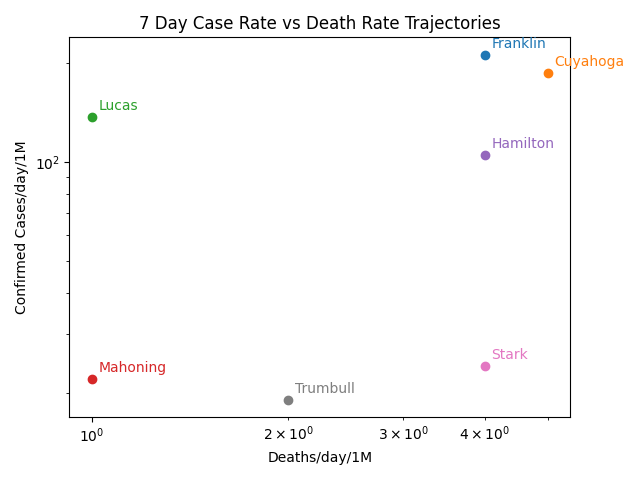 7 Day Case Rate vs Death Rate Trajectories
Franklin
Cuyahoga
Lucas
Hamilton
Stark
Mahoning
Trumbull
Confirmed Cases/day/1M
10²
10⁰
2 × 10⁰
3 × 10⁰
4 × 10⁰
Deaths/day/1M